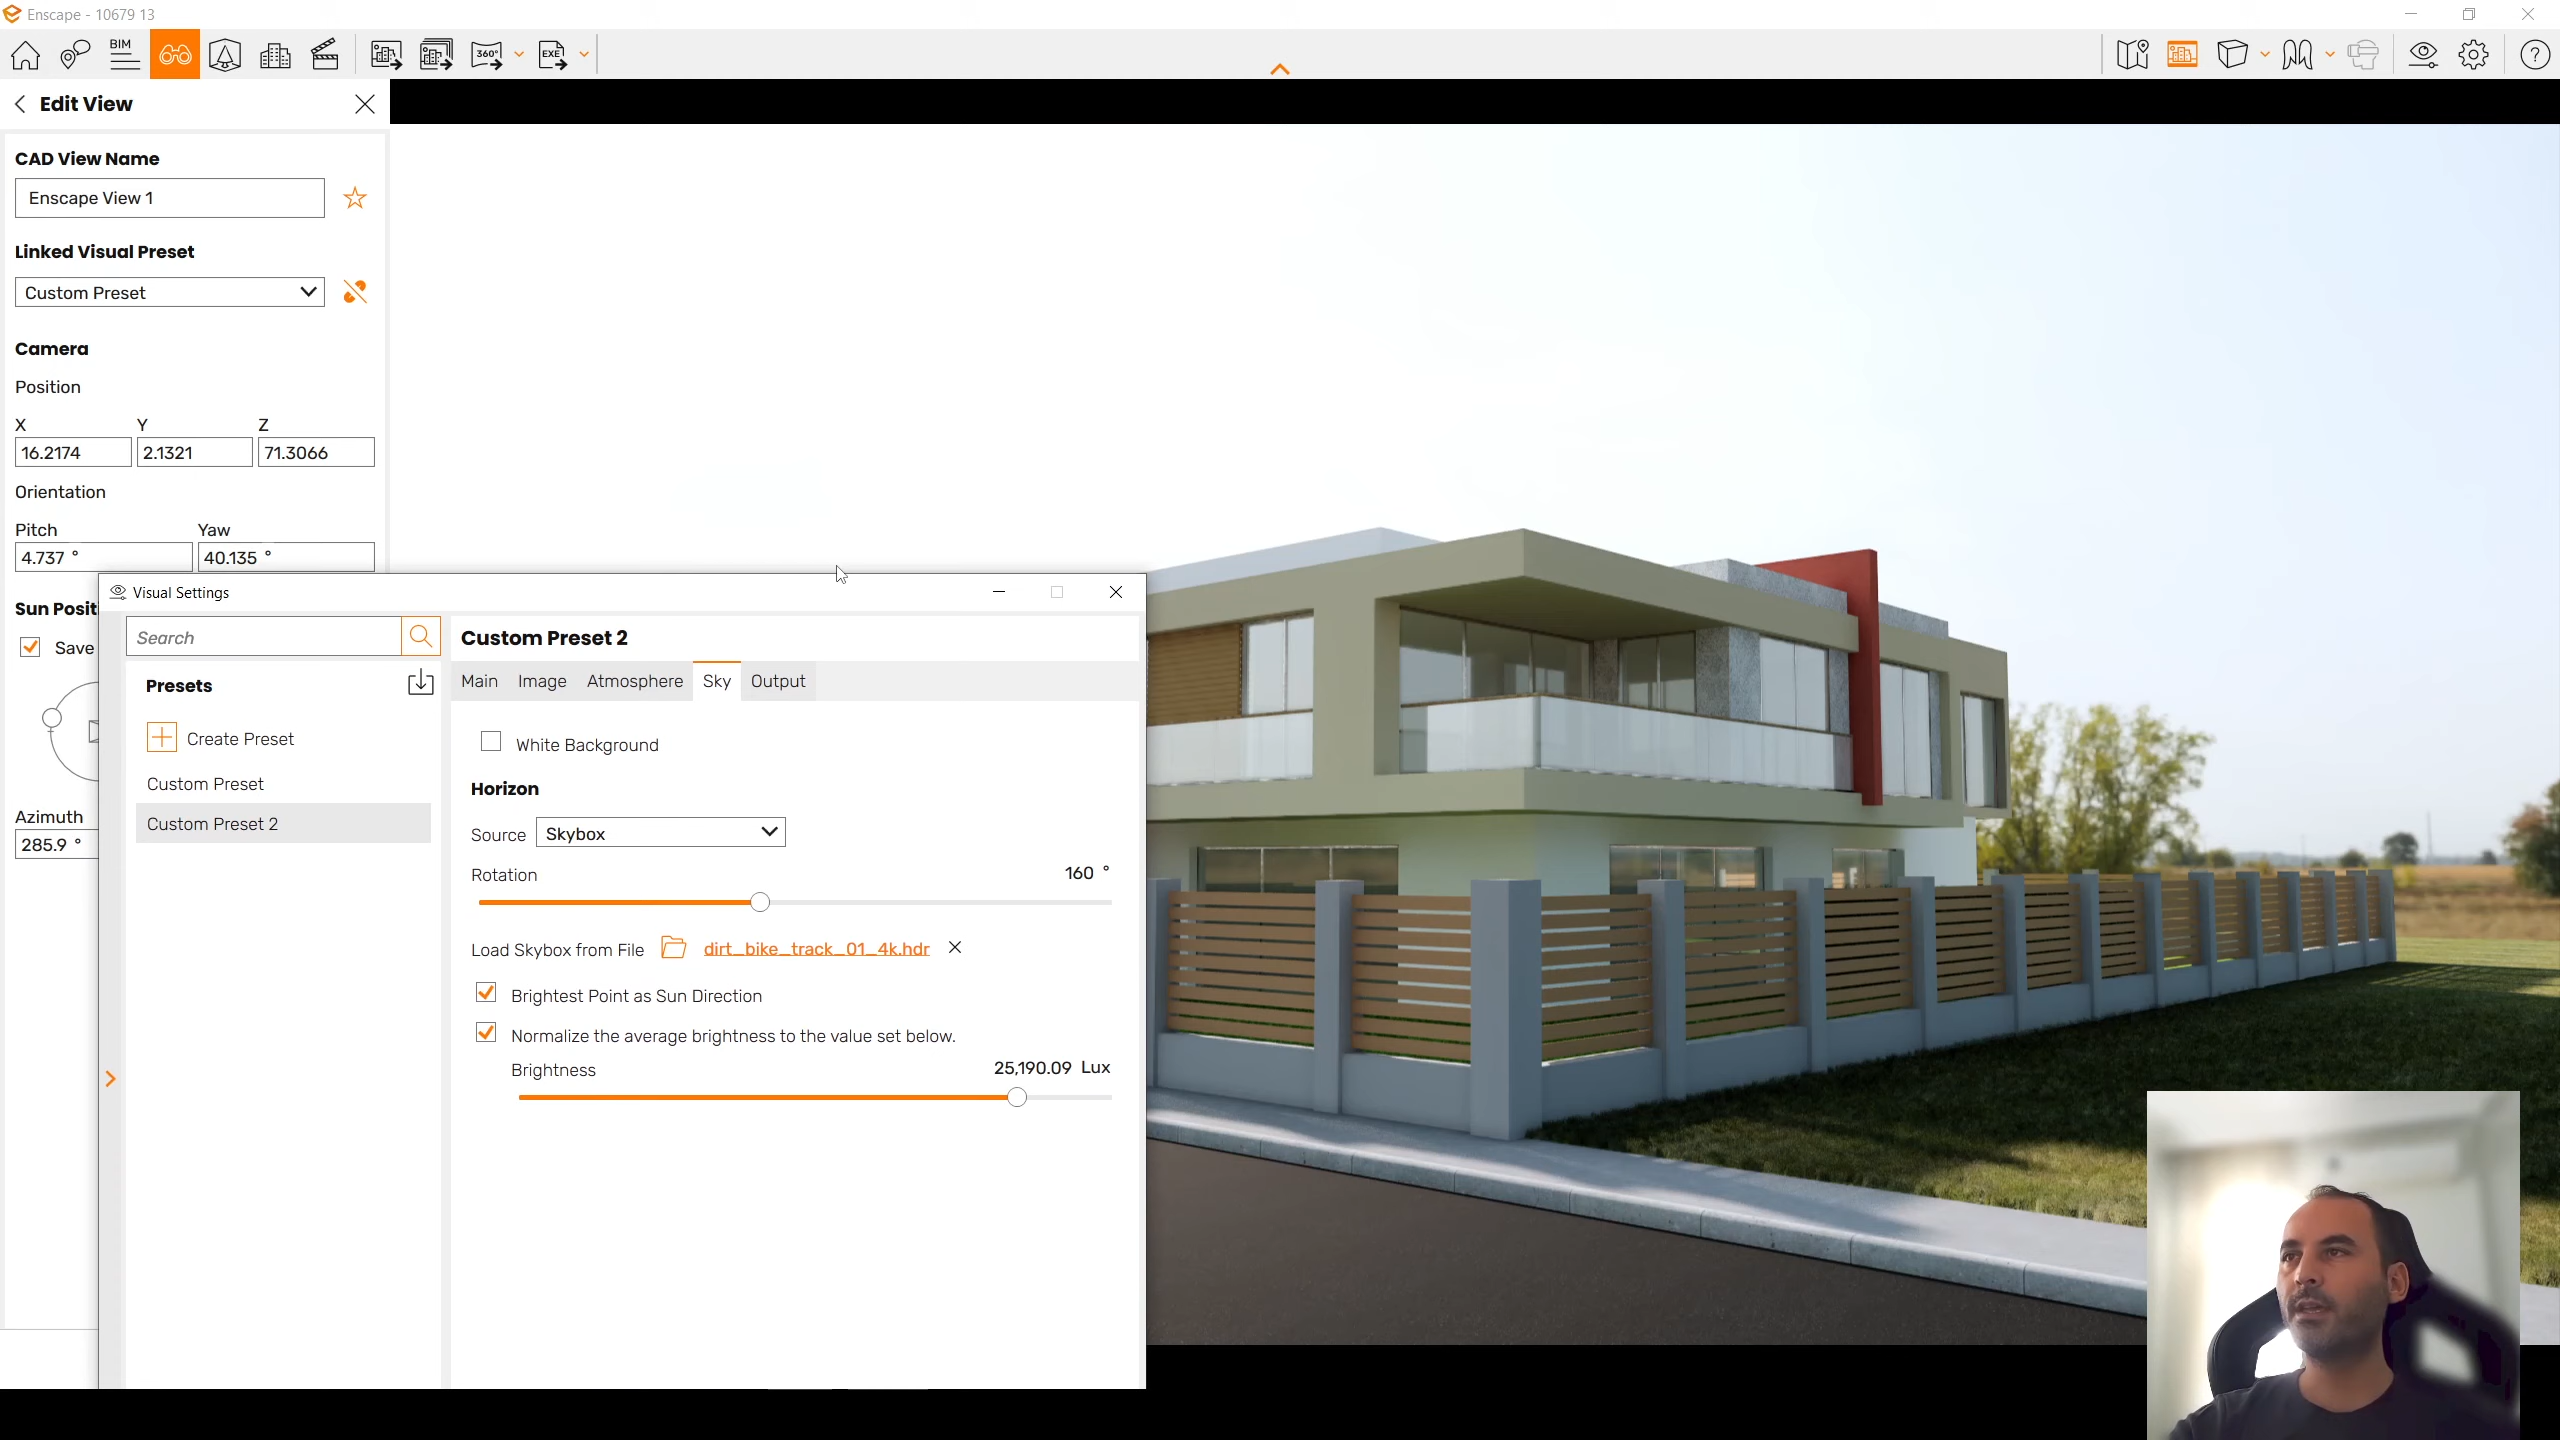 Enscape - 10679 13
BIM
360°
EXE
Edit View
CAD View Name
Enscape View 1
Linked Visual Preset
Custom Preset
Camera
Position
X Y Z
16.2174 2.1321 71.3066
Orientation
Pitch Yaw
4.737 ° 40.135 °
Sun Positi
Save
Azimuth
285.9 °
Visual Settings
Search
Presets
Create Preset
Custom Preset
Custom Preset 2
Custom Preset 2
Main Image Atmosphere Sky Output
White Background
Horizon
Source Skybox
Rotation 160 °
Load Skybox from File dirt_bike_track_01_4k.hdr
Brightest Point as Sun Direction
Normalize the average brightness to the value set below.
Brightness 25,190.09 Lux